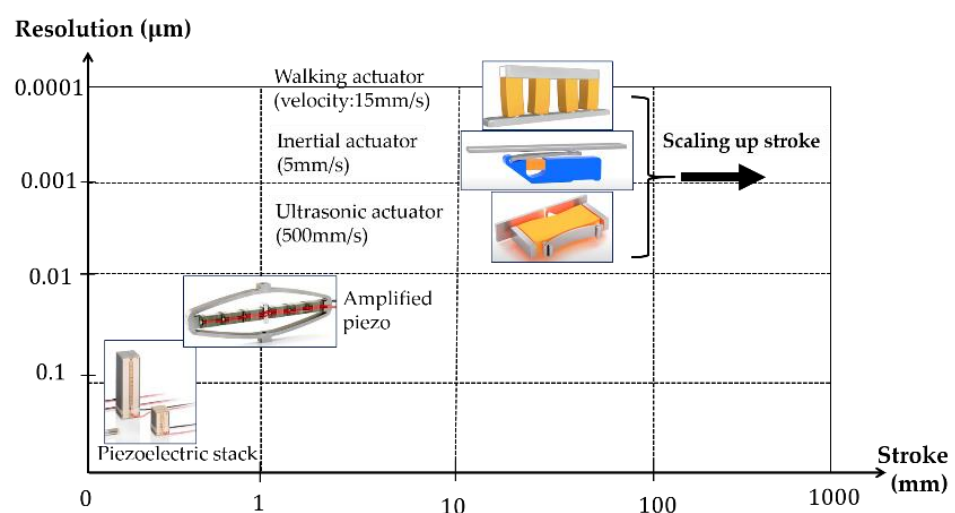 Resolution (μm)
0.0001
Walking actuator
(velocity:15mm/s)
Inertial actuator
(5mm/s)
Scaling up stroke
0.001
Ultrasonic actuator
(500mm/s)
0.01
Amplified
piezo
0.1
Piezoelectric stack
Stroke
(mm)
0
1
10
100
1000